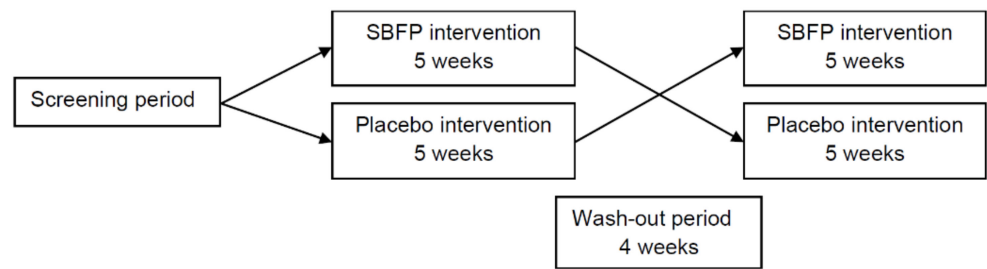 Screening period
SBFP intervention
5 weeks
Placebo intervention
5 weeks
Wash-out period
4 weeks
SBFP intervention
5 weeks
Placebo intervention
5 weeks